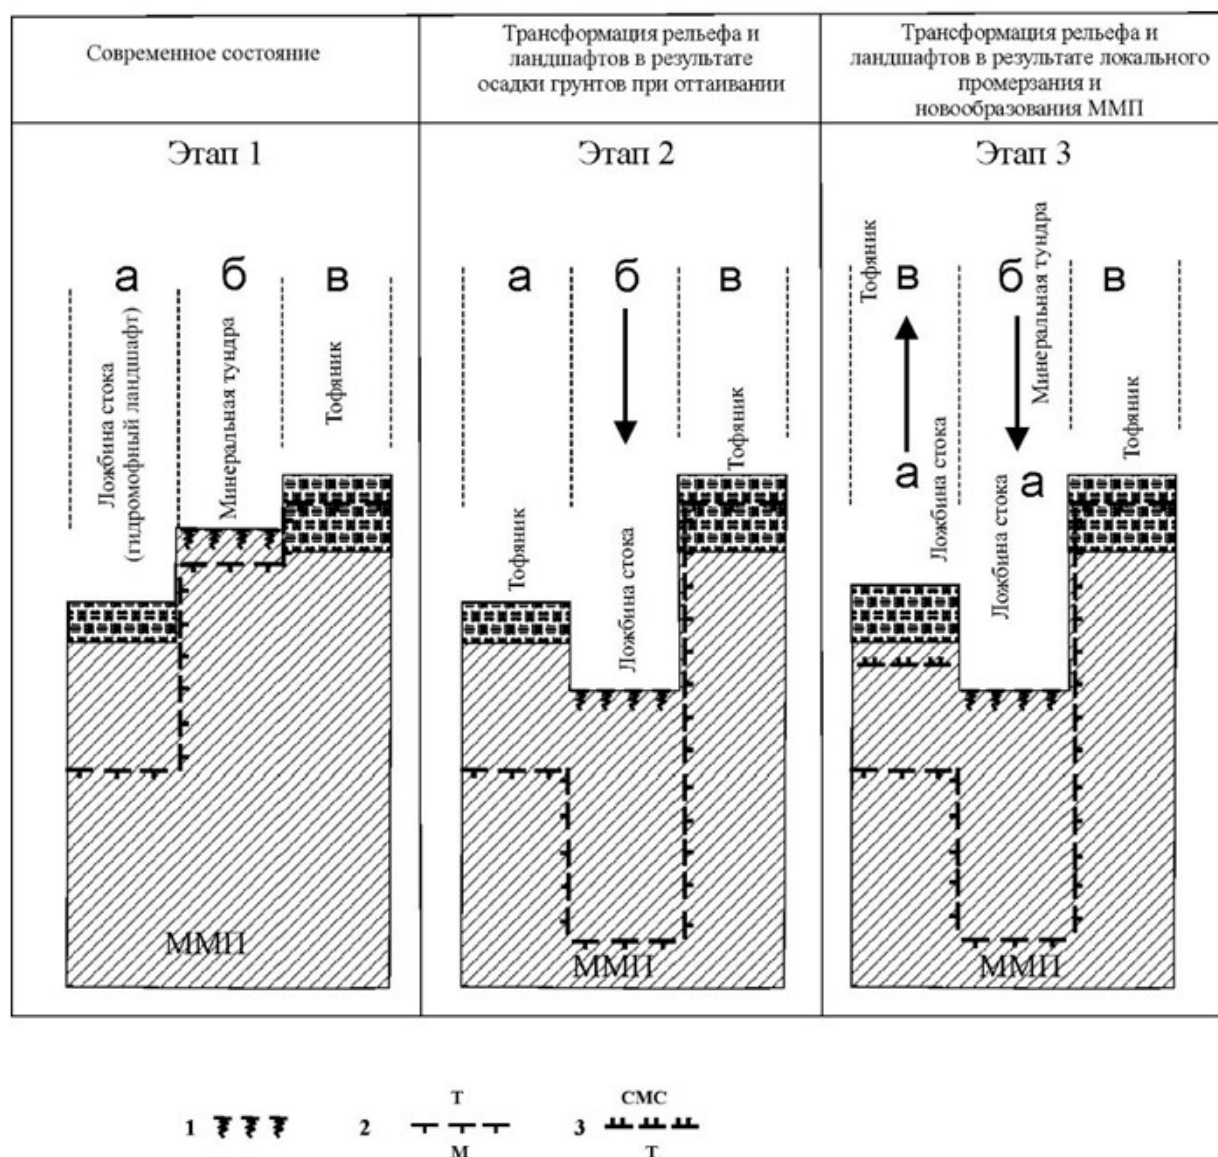 Современное состояние
Трансформация рельефа и
ландшафтов в результате
осадки грунтов при оттаивании
Трансформация рельефа и
ландшафтов в результате локального
промерзания и
новообразования ММП
Этап 1
Этап 2
Этап 3
а
б
в
Ложбина стока
(гидромофный ландшафт)
Минеральная тундра
Тофяник
ММП
а
б
в
Тофяник
Ложбина стока
Тофяник
ММП
Тофяник
в
б
Минеральная тундра
в
а
Ложбина стока
Ложбина стока
а
Тофяник
ММП
1
2
Т
М
3
СМС
Т